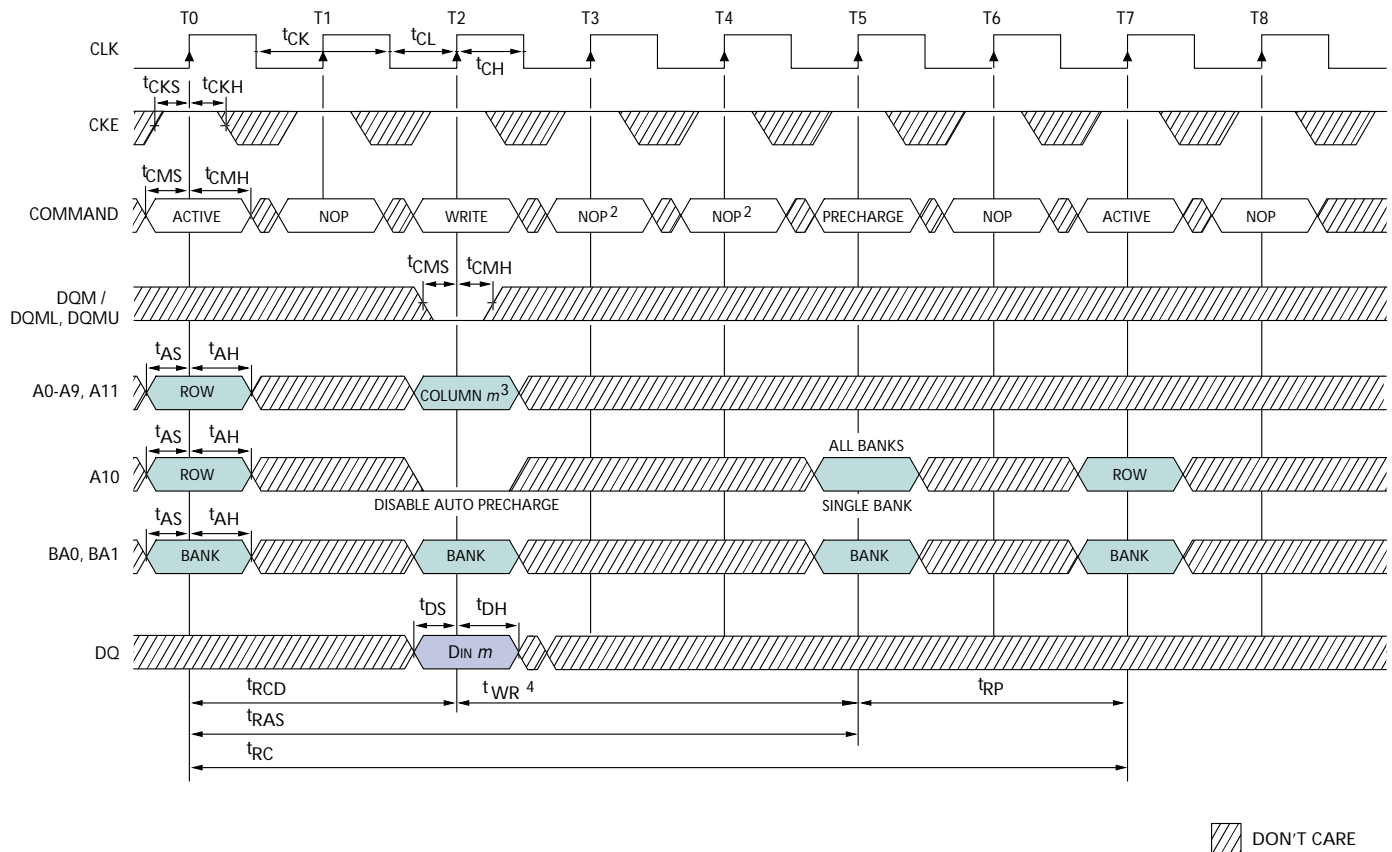 T0 T1 T2 T3 T4 T5 T6 T7 T8
CLK tCK tCL tCH
tCKS tCKH
CKE
tCMS tCMH
COMMAND ACTIVE NOP WRITE NOP2 NOP2 PRECHARGE NOP ACTIVE NOP
tCMS tCMH
DQM /
DQML, DQMU
tAS tAH
A0-A9, A11 ROW COLUMN m3
tAS tAH ALL BANKS
A10 ROW ROW
DISABLE AUTO PRECHARGE SINGLE BANK
tAS tAH
BA0, BA1 BANK BANK BANK BANK
tDS tDH
DQ DIN m
tRCD tWR 4 tRP
tRAS
tRC
DON'T CARE